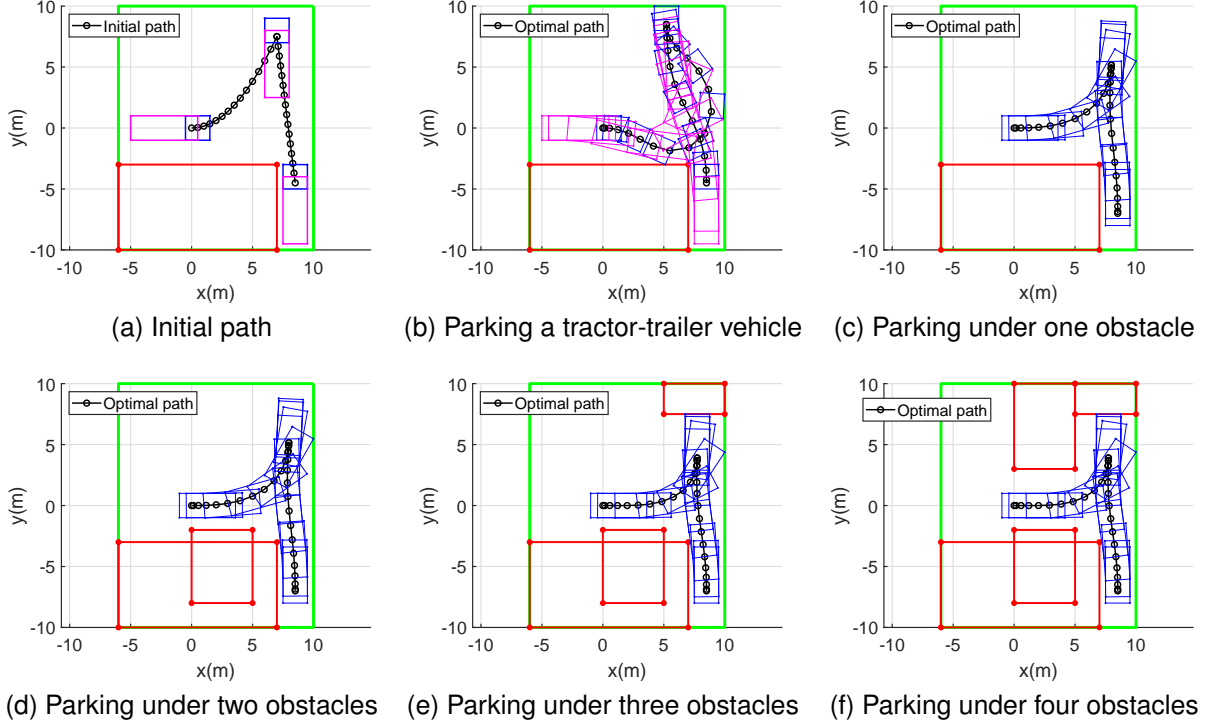 10
5
0
-5
-10
y(m)
Initial path
-10 -5 0 5 10
x(m)
(a) Initial path
10
5
0
-5
-10
y(m)
Optimal path
-10 -5 0 5 10
x(m)
(b) Parking a tractor-trailer vehicle
10
5
0
-5
-10
y(m)
Optimal path
-10 -5 0 5 10
x(m)
(c) Parking under one obstacle
10
5
0
-5
-10
y(m)
Optimal path
-10 -5 0 5 10
x(m)
(d) Parking under two obstacles
10
5
0
-5
-10
y(m)
Optimal path
-10 -5 0 5 10
x(m)
(e) Parking under three obstacles
10
5
0
-5
-10
y(m)
Optimal path
-10 -5 0 5 10
x(m)
(f) Parking under four obstacles